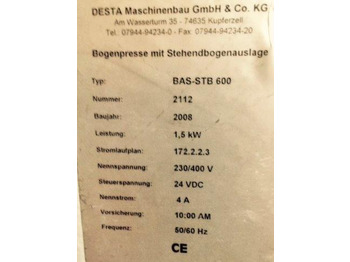 DESTA Maschinenbau GmbH & Co. KG
Am Wasserturm 3 - 74635 Kupferzell
Tel.: 07944-94234-0 - Fax: 07944-94234-20
Bogenpresse mit Stehendbogenauslage
Typ: BAS-STB 600
Nummer: 2112
Baujahr: 2008
Leistung: 1,5 kW
Stromlaufplan: 172.2.2.3
Nennspannung: 230/400 V
Steuerspannung: 24 VDC
Nennstrom: 4 A
Vorsicherung: 10:00 AM
Frequenz: 50/60 Hz
CE